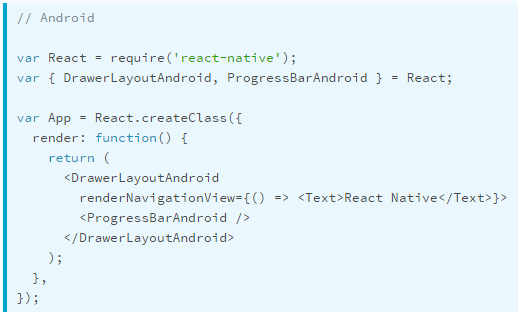 // Android
var React = require('react-native');
var { DrawerLayoutAndroid, ProgressBarAndroid } = React;
var App = React.createClass({
  render: function() {
    return (
      <DrawerLayoutAndroid
        renderNavigationView={() => <Text>React Native</Text>}>
        <ProgressBarAndroid />
      </DrawerLayoutAndroid>
    );
  },
});